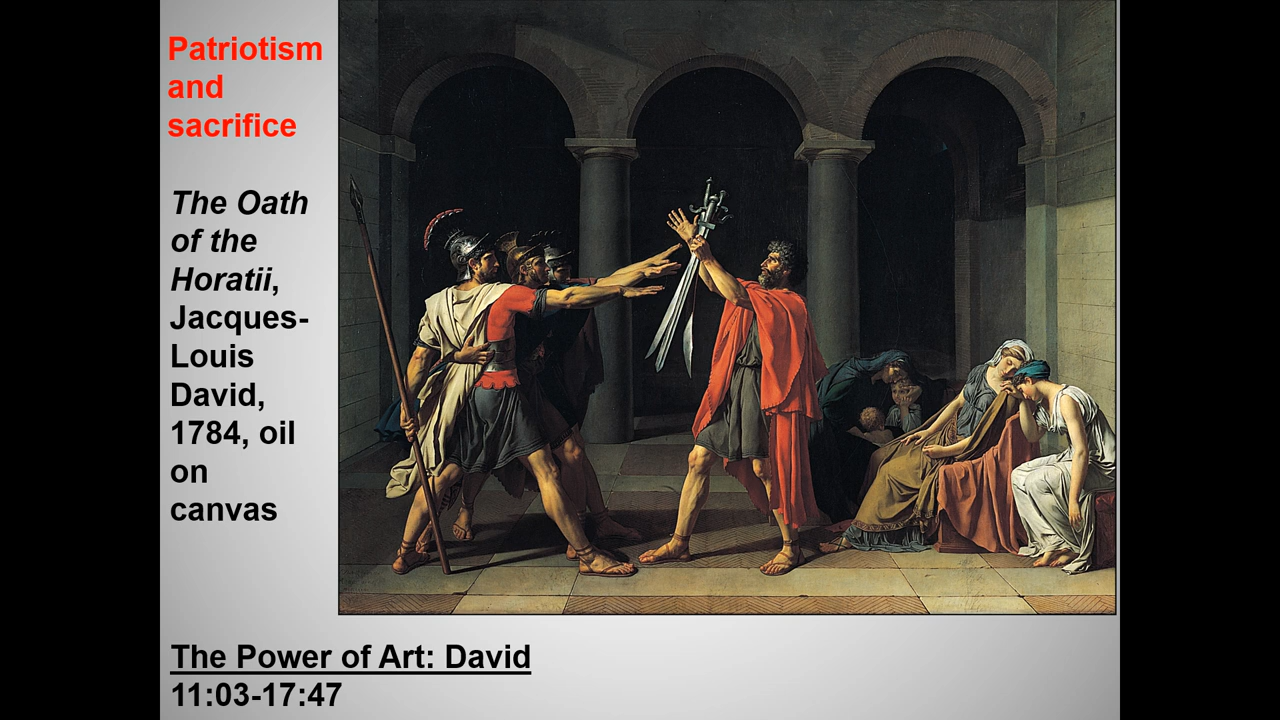 Patriotism
and
sacrifice
The Oath
of the
Horatii,
Jacques-
Louis
David,
1784, oil
on
canvas
The Power of Art: David
11:03-17:47